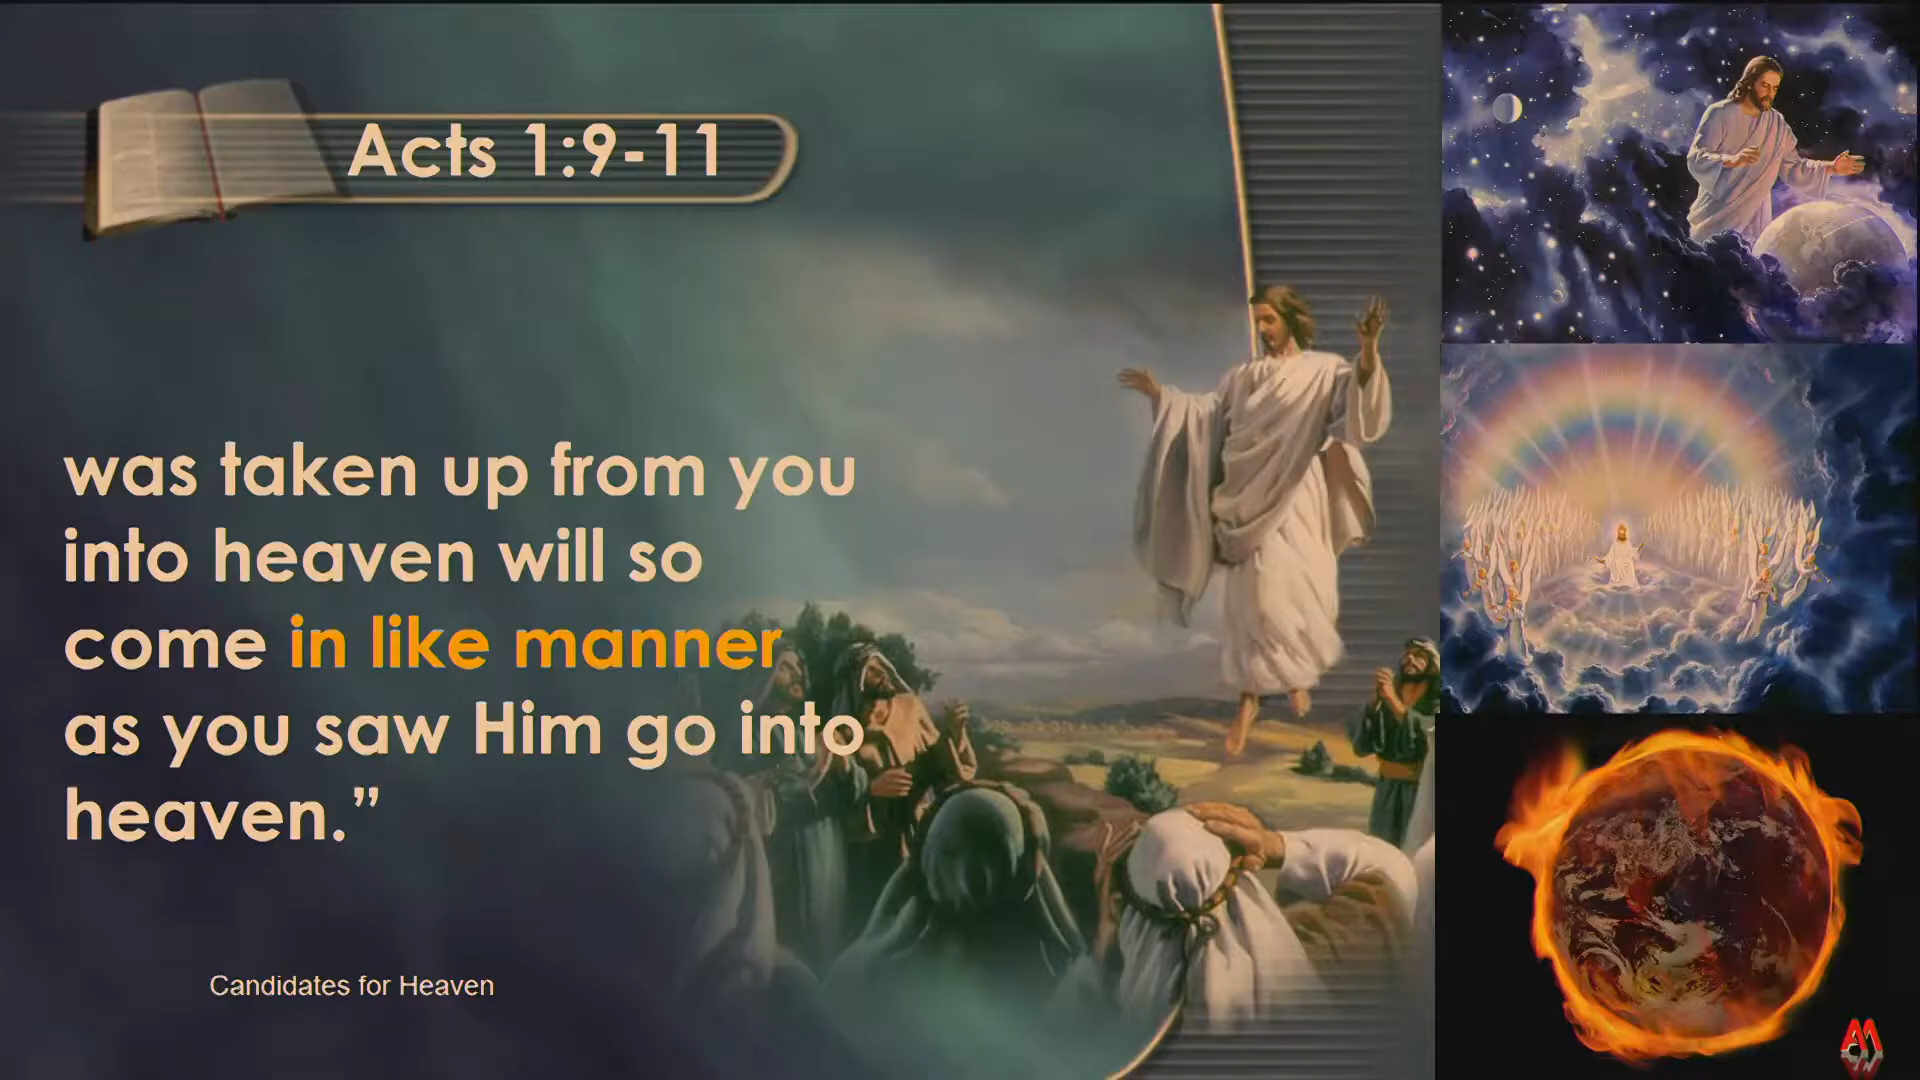 Acts 1:9-11
was taken up from you
into heaven will so
come in like manner
as you saw Him go into
heaven.”
Candidates for Heaven